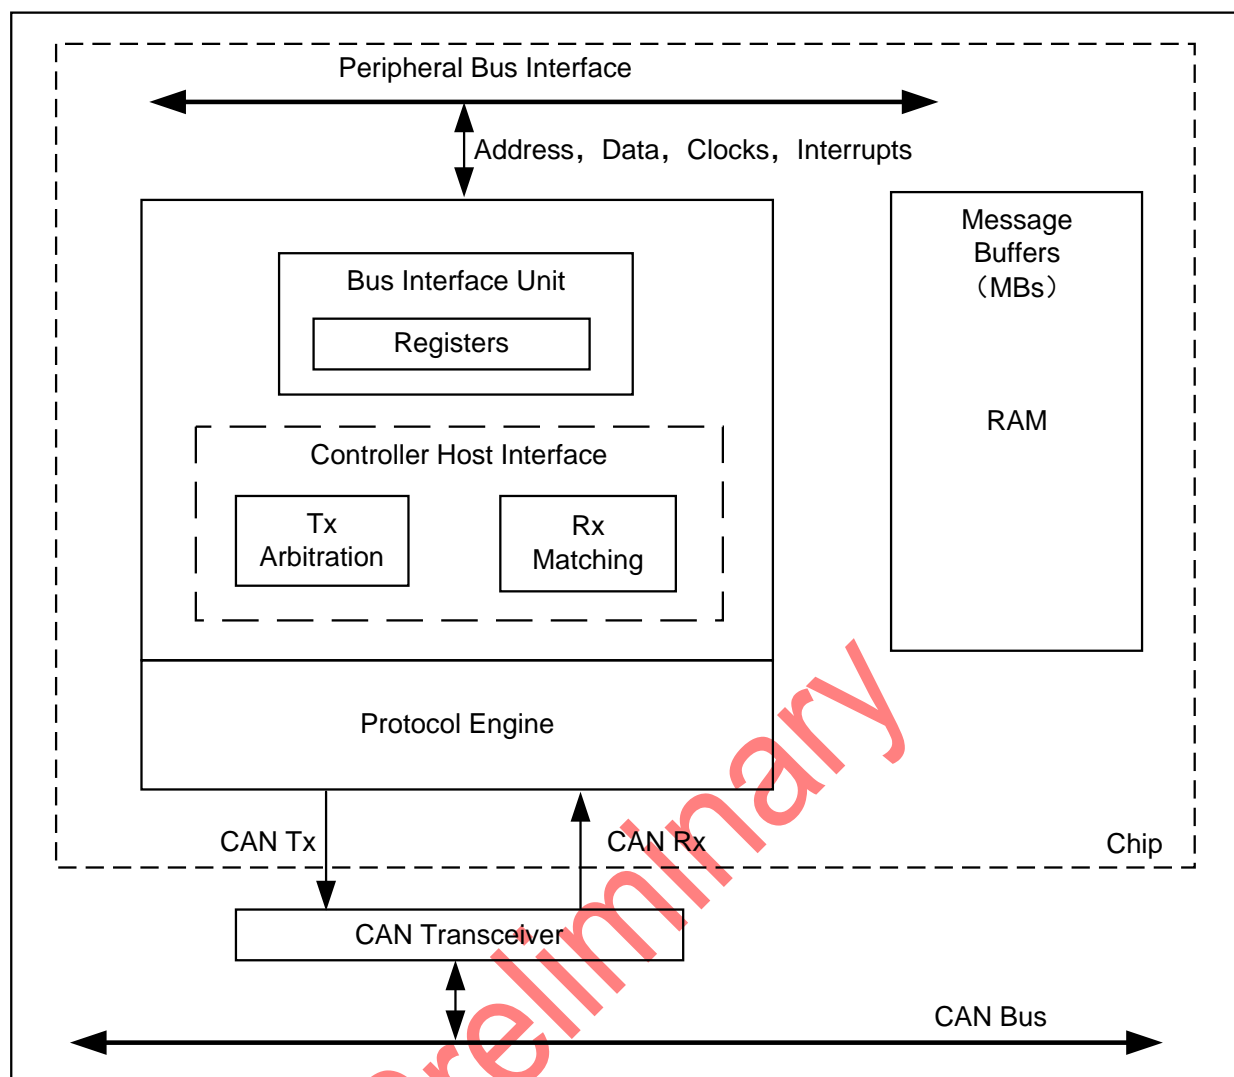 Peripheral Bus Interface
Address，Data，Clocks，Interrupts
Message
Buffers
（MBs）
RAM
Bus Interface Unit
Registers
Controller Host Interface
Tx
Arbitration
Rx
Matching
Protocol Engine
CAN Tx
CAN Rx
Chip
CAN Transceiver
CAN Bus
Preliminary